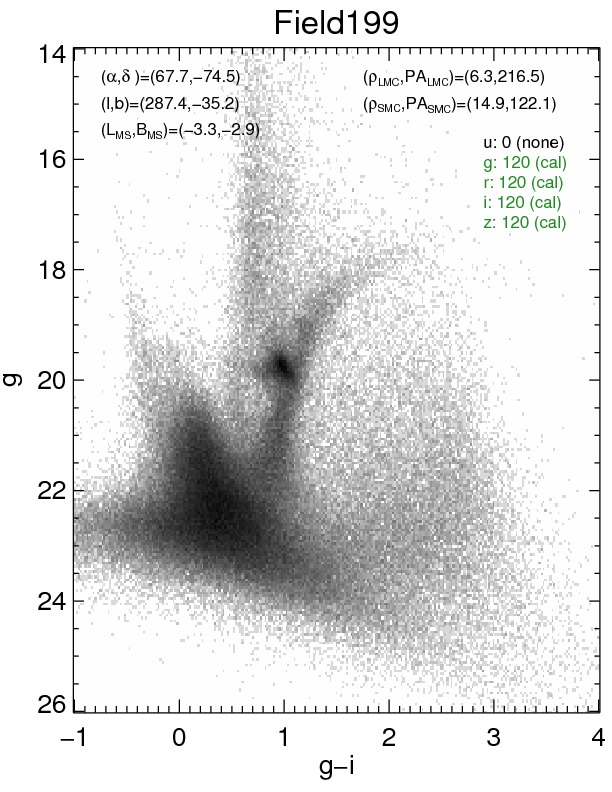 Field199
(α,δ )=(67.7,−74.5)
(ρLMC,PALMC)=(6.3,216.5)
(l,b)=(287.4,−35.2)
(ρSMC,PASMC)=(14.9,122.1)
(LMS,BMS)=(−3.3,−2.9)
u: 0 (none)
g: 120 (cal)
r: 120 (cal)
i: 120 (cal)
z: 120 (cal)
14
16
18
20
22
24
26
g
−1 0 1 2 3 4
g−i